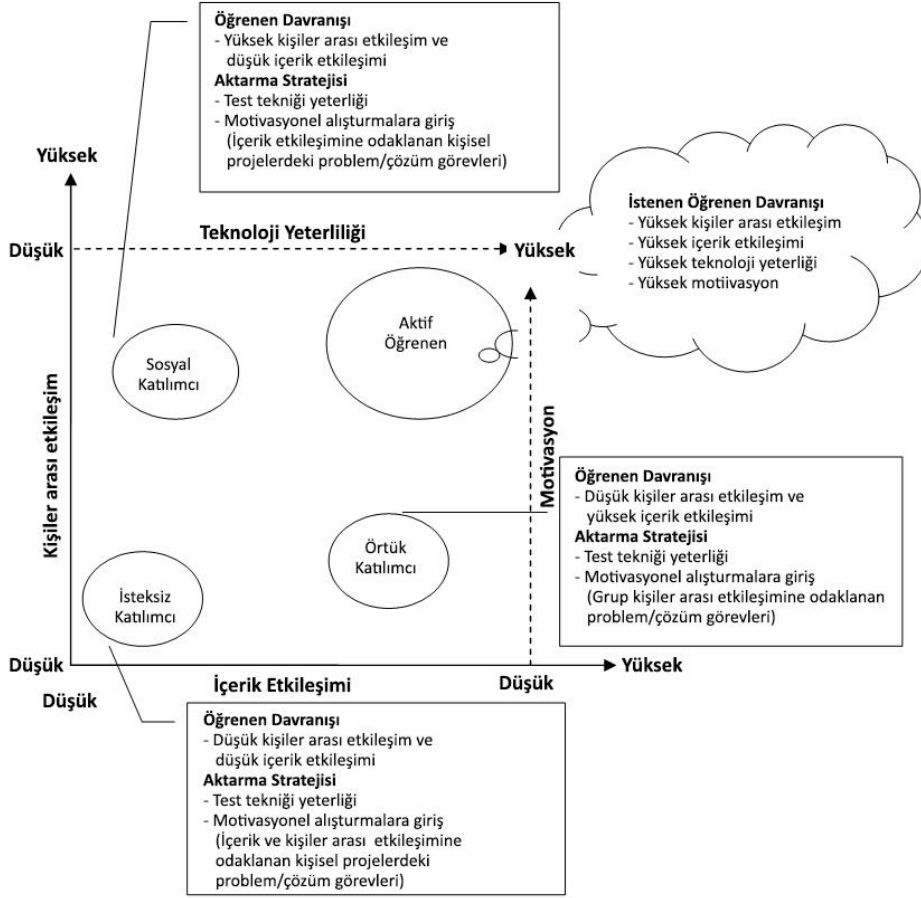 Öğrenen Davranışı
- Yüksek kişiler arası etkileşim ve
düşük içerik etkileşimi
Aktarma Stratejisi
- Test tekniği yeterliği
- Motivasyonel alışturmalara giriş
(İçerik etkileşimine odaklanan kişisel
projelerdeki problem/çözüm görevleri)
Yüksek
Düşük
Teknoloji Yeterliliği
Yüksek
İstenen Öğrenen Davranışı
- Yüksek kişiler arası etkileşim
- Yüksek içerik etkileşimi
- Yüksek teknoloji yeterliği
- Yüksek motiivasyon
Aktif
Öğrenen
Sosyal
Katılımcı
Kişiler arası etkileşim
Motivasyon
Öğrenen Davranışı
- Düşük kişiler arası etkileşim ve
yüksek içerik etkileşimi
Aktarma Stratejisi
- Test tekniği yeterliği
- Motivasyonel alışturmalara giriş
(Grup kişiler arası etkileşimine odaklanan
problem/çözüm görevleri)
Örtük
Katılımcı
İsteksiz
Katılımcı
Düşük
Yüksek
Düşük
İçerik Etkileşimi
Düşük
Öğrenen Davranışı
- Düşük kişiler arası etkileşim ve
düşük içerik etkileşimi
Aktarma Stratejisi
- Test tekniği yeterliği
- Motivasyonel alışturmalara giriş
(İçerik ve kişiler arası etkileşimine
odaklanan kişisel projelerdeki
problem/çözüm görevleri)